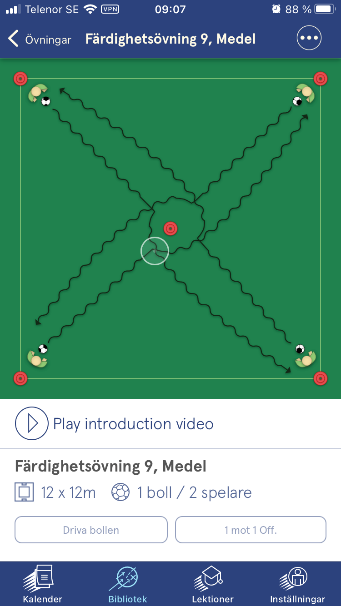 Telenor SE VPN 09:07 88 %
Övningar Färdighetsövning 9, Medel
Play introduction video
Färdighetsövning 9, Medel
12 x 12m 1 boll / 2 spelare
Driva bollen 1 mot 1 Off.
Kalender Bibliotek Lektioner Inställningar